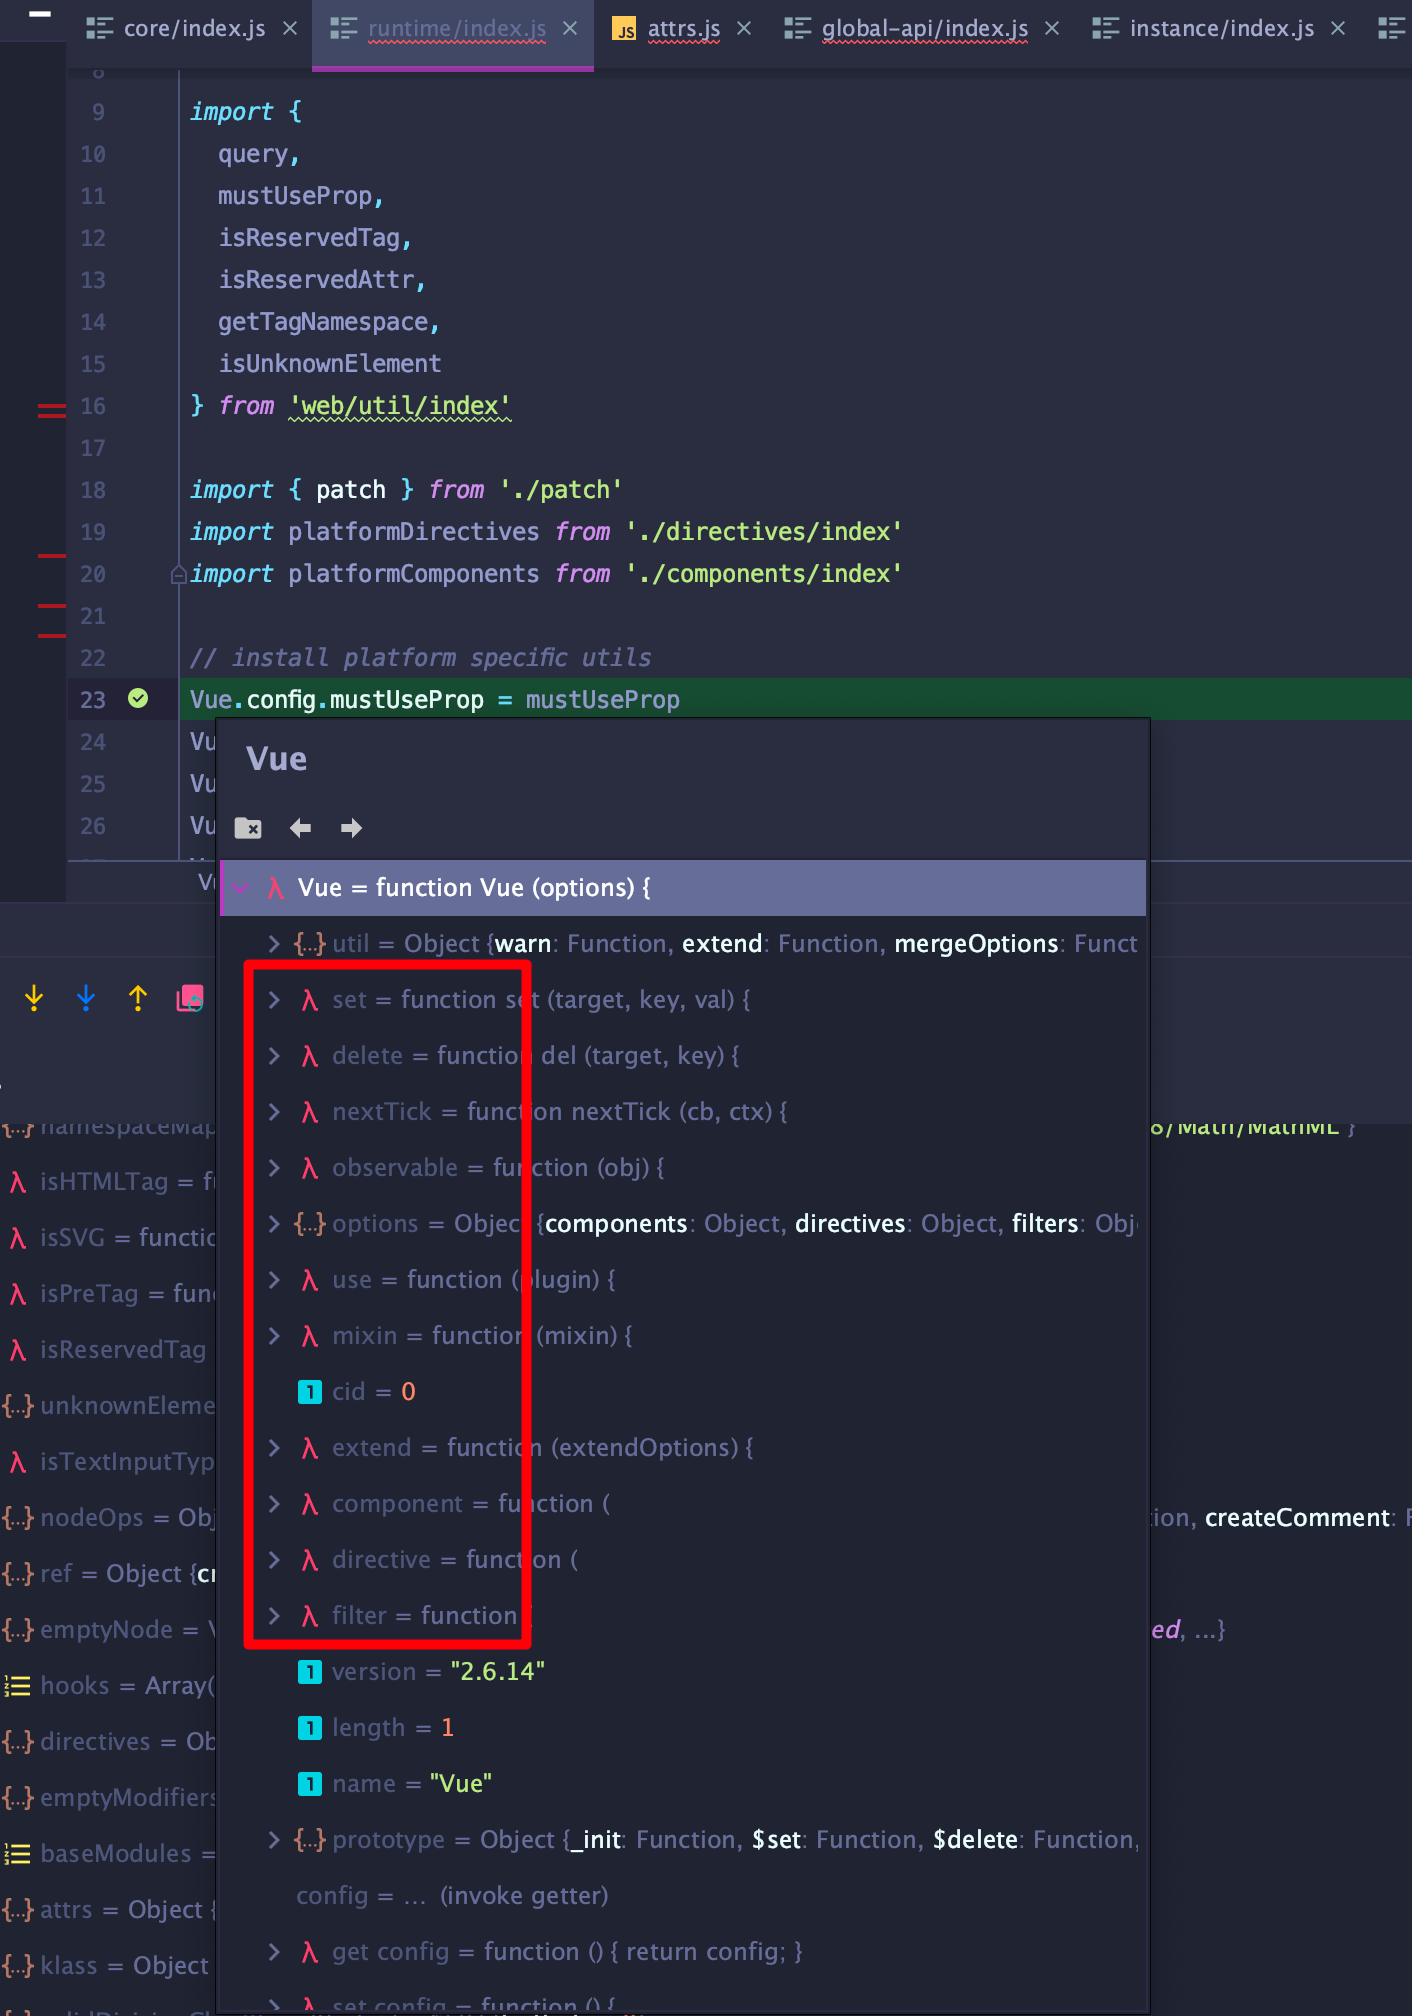 core/index.js
runtime/index.js
JS attrs.js
global-api/index.js
instance/index.js
8
9 import {
10 query,
11 mustUseProp,
12 isReservedTag,
13 isReservedAttr,
14 getTagNamespace,
15 isUnknownElement
16 } from 'web/util/index'
17
18 import { patch } from './patch'
19 import platformDirectives from './directives/index'
20 import platformComponents from './components/index'
21
22 // install platform specific utils
23 Vue.config.mustUseProp = mustUseProp
24 Vu
25 Vu
26 Vu
Vu
Vue
λ Vue = function Vue (options) {
{...} util = Object {warn: Function, extend: Function, mergeOptions: Funct
λ set = function set (target, key, val) {
λ delete = function del (target, key) {
λ nextTick = function nextTick (cb, ctx) {
λ observable = function (obj) {
{...} options = Object {components: Object, directives: Object, filters: Obj
λ use = function (plugin) {
λ mixin = function (mixin) {
1 cid = 0
λ extend = function (extendOptions) {
λ component = function (
λ directive = function (
λ filter = function
1 version = "2.6.14"
1 length = 1
1 name = "Vue"
{...} prototype = Object {_init: Function, $set: Function, $delete: Function,
config = ... (invoke getter)
λ get config = function () { return config; }
λ set config = function () {
{...} namespaceMap
8/Math/MathML"}
λ isHTMLTag = f
λ isSVG = functio
λ isPreTag = fun
λ isReservedTag
{...} unknownEleme
λ isTextInputTyp
{...} nodeOps = Obj
ion, createComment: F
{...} ref = Object {cr
{...} emptyNode = V
ed, ...}
hooks = Array(
{...} directives = Ob
{...} emptyModifiers
baseModules =
{...} attrs = Object {
{...} klass = Object